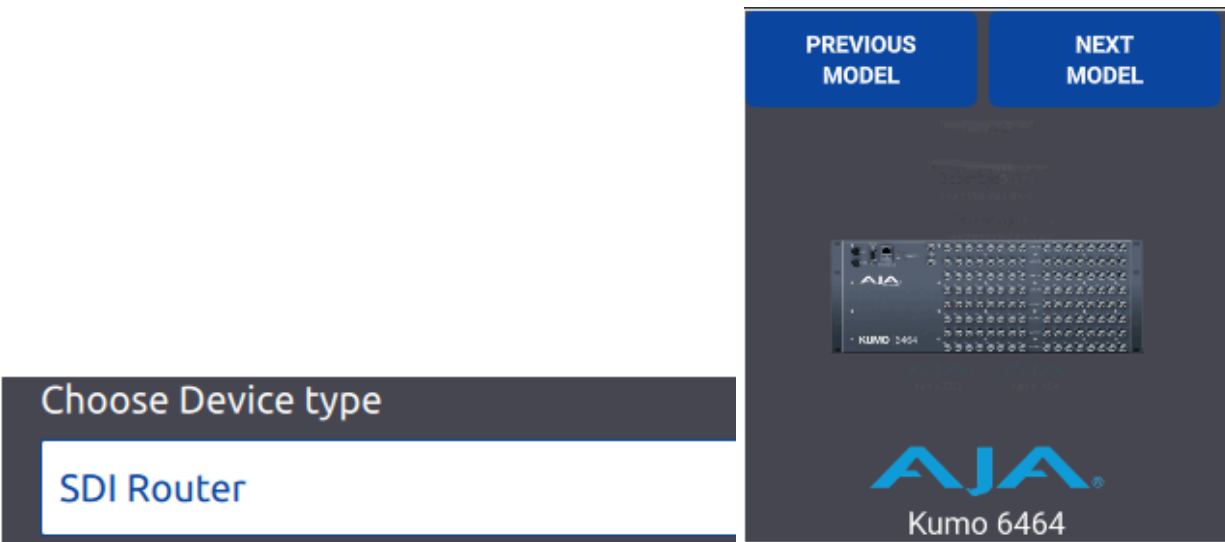 Choose Device type
SDI Router
PREVIOUS
MODEL
NEXT
MODEL
AJA
KUMO 6464
AJA®
Kumo 6464